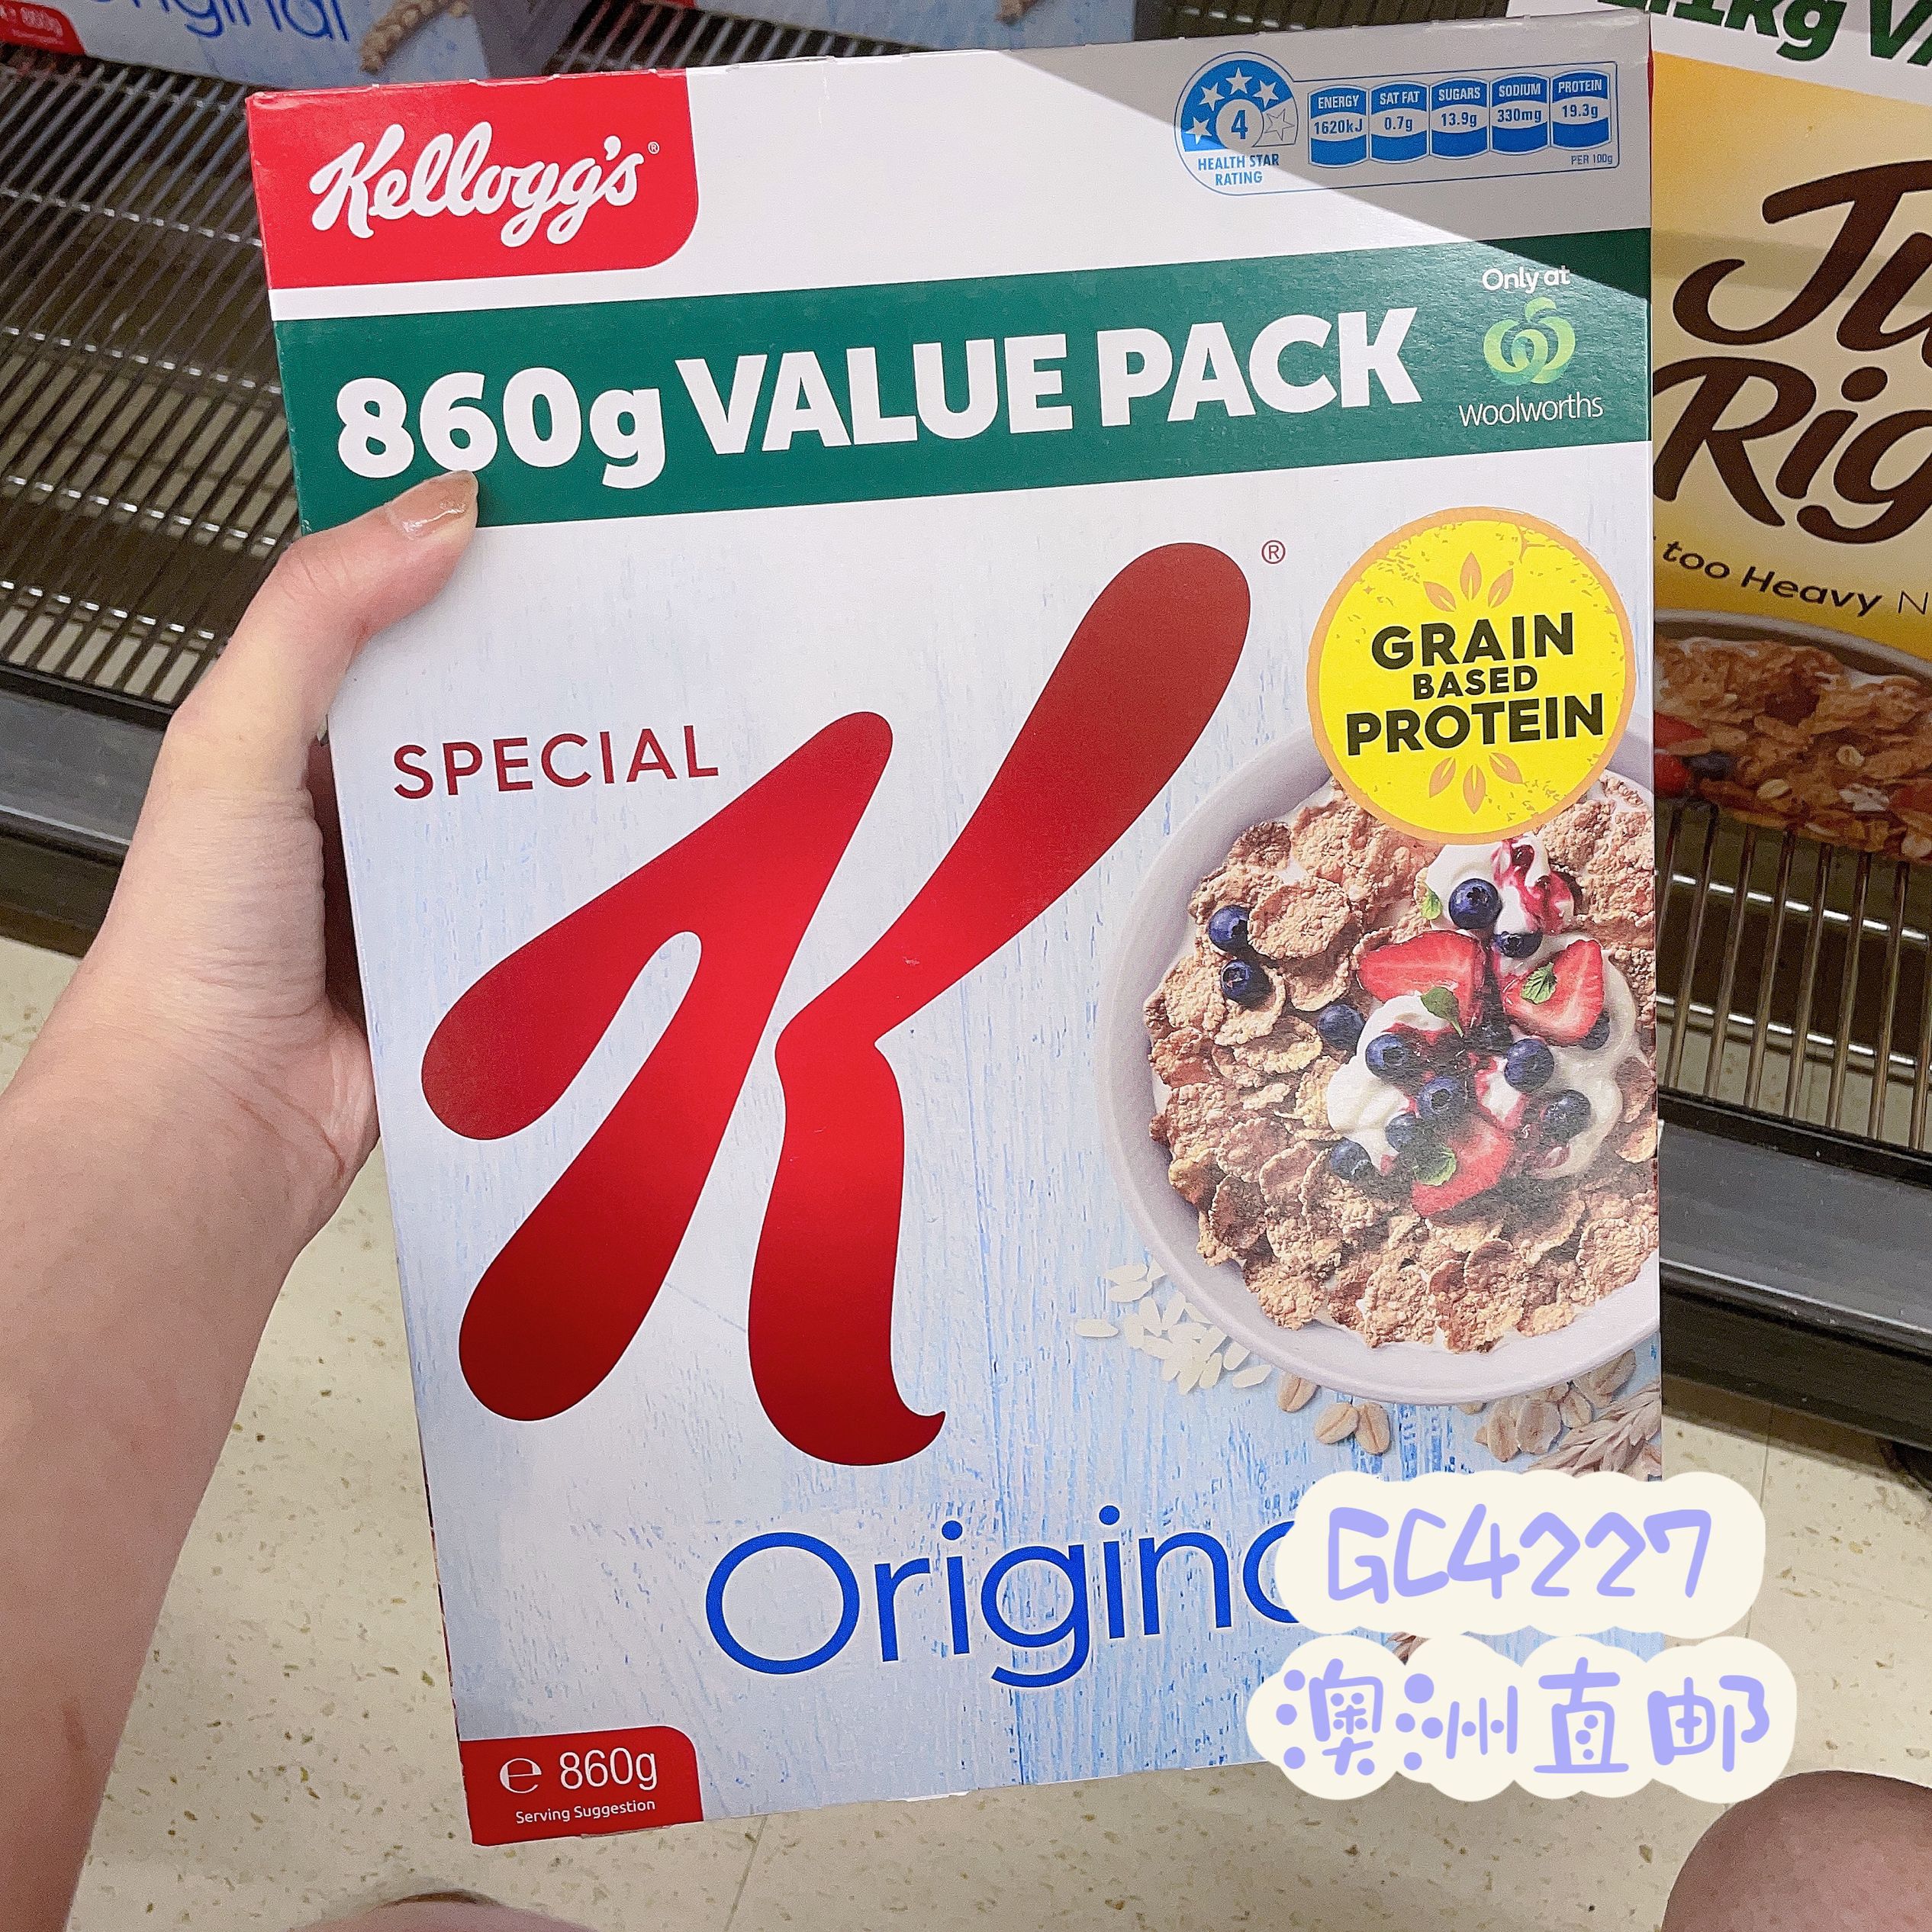 Kellogg's®
4
HEALTH STAR
RATING
ENERGY
1620kJ
SAT FAT
0.7g
SUGARS
13.9g
SODIUM
330mg
PROTEIN
19.3g
PER 100g
860g VALUE PACK
Only at
woolworths
SPECIAL
K®
GRAIN
BASED
PROTEIN
e 860g
Serving Suggestion
GC4227
澳洲直邮
too Heavy